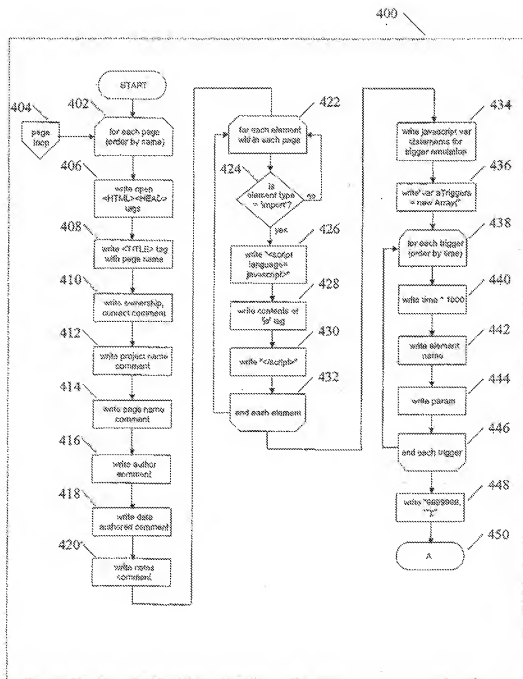 400
START
404
402
page
loop
for each page
(order by name)
406
write open
<HTML><HEAD>
tags
408
write <TITLE> tag
with page name
410
write ownership,
contact comment
412
write project name
comment
414
write page name
comment
416
write author
comment
418
write date
authored comment
420
write name
comment
422
for each element
within each page
424
is
element type
= 'import'?
no
yes
426
write "<script
language=
javascript>"
428
write contents of
tag
430
write "</script>"
432
end each element
434
write javascript var
statements for
trigger emulation
436
write "var aTriggers
= new Array("
438
for each trigger
(order by time)
440
write time * 1000
442
write element
name
444
write param
446
end each trigger
448
write
450
A